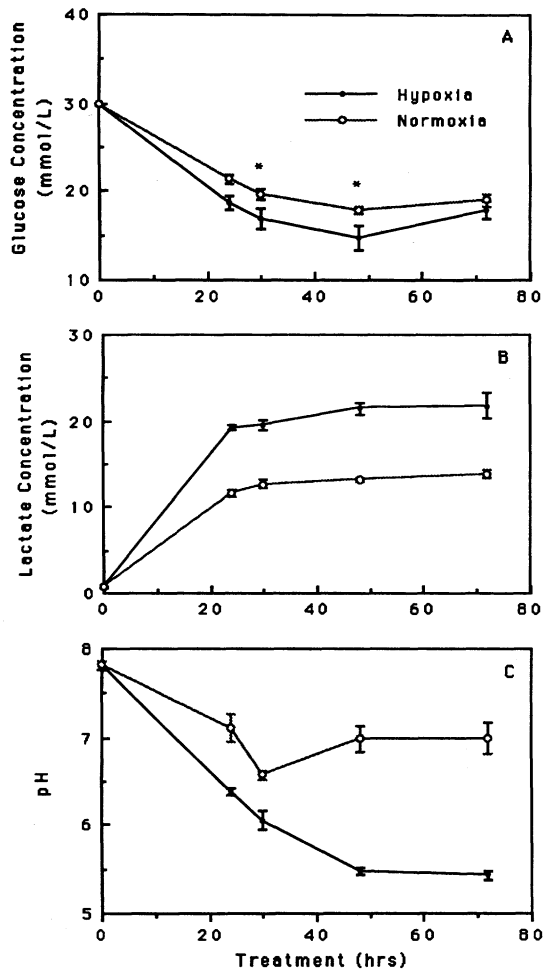 40
A
Hypoxia
Normoxia
30
*
*
20
10
0
20
40
60
80
Glucose Concentration
(mmol/L)
30
B
20
10
0
0
20
40
60
80
Lactate Concentration
(mmol/L)
8
C
7
6
5
0
20
40
60
80
pH
Treatment (hrs)